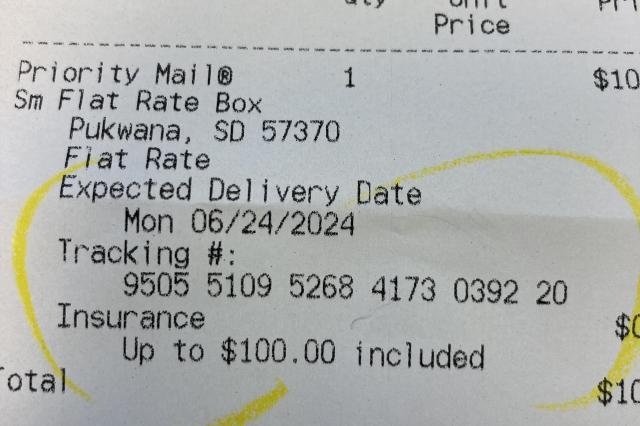 Price
Priority Mail® 1 $10
Sm Flat Rate Box
Pukwana, SD 57370
Flat Rate
Expected Delivery Date
Mon 06/24/2024
Tracking #:
9505 5109 5268 4173 0392 20
Insurance $0
Up to $100.00 included
otal $10